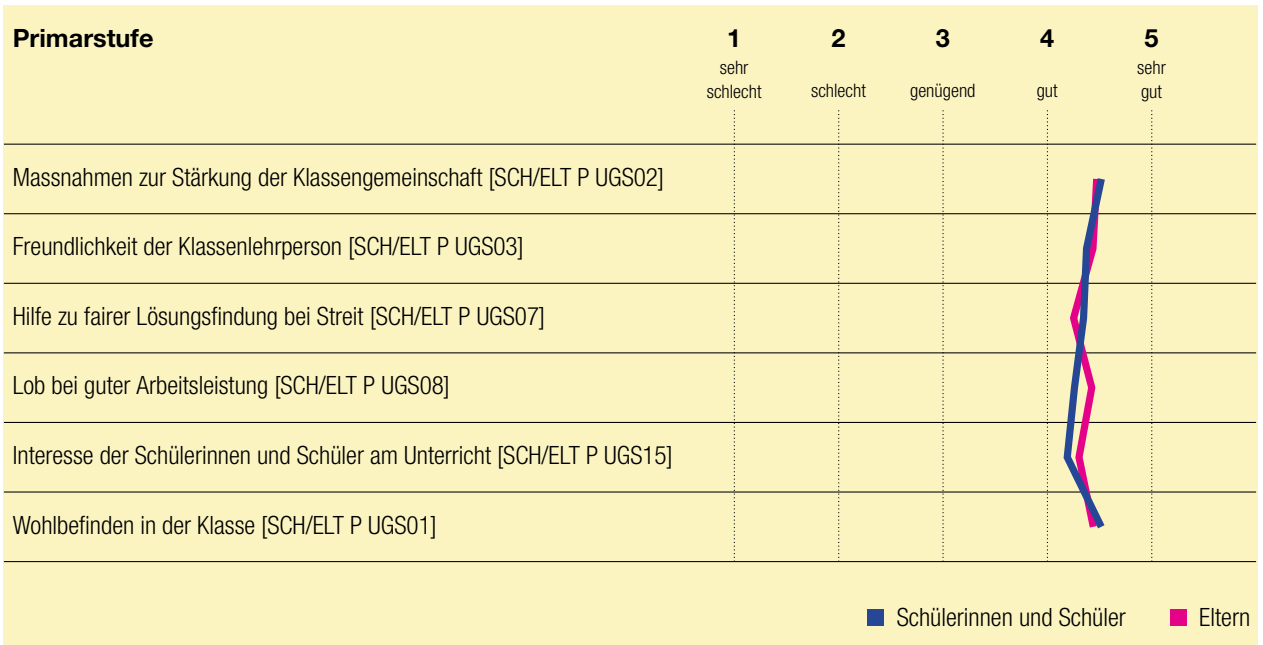 Primarstufe 1 2 3 4 5
sehr schlecht schlecht genügend gut sehr gut
Massnahmen zur Stärkung der Klassengemeinschaft [SCH/ELT P UGS02]
Freundlichkeit der Klassenlehrperson [SCH/ELT P UGS03]
Hilfe zu fairer Lösungsfindung bei Streit [SCH/ELT P UGS07]
Lob bei guter Arbeitsleistung [SCH/ELT P UGS08]
Interesse der Schülerinnen und Schüler am Unterricht [SCH/ELT P UGS15]
Wohlbefinden in der Klasse [SCH/ELT P UGS01]
Schülerinnen und Schüler Eltern